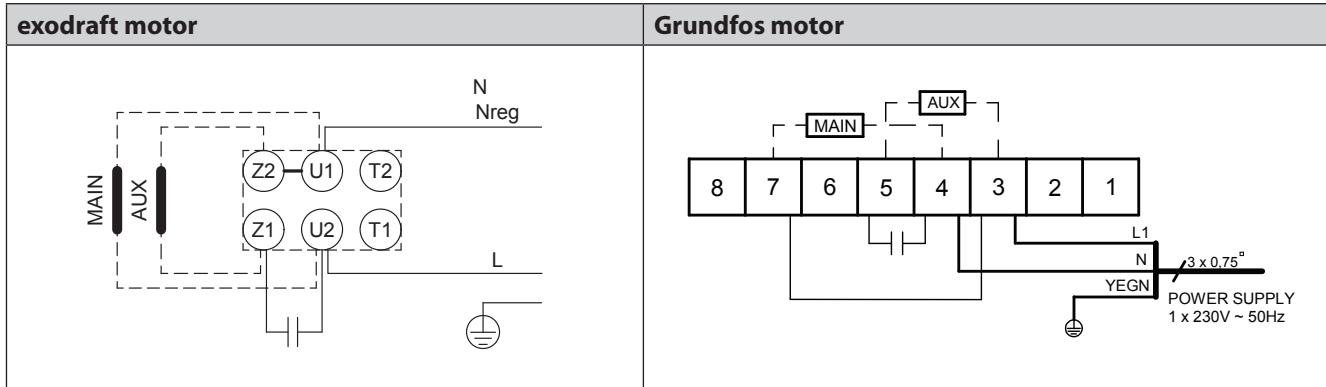 exodraft motor
Grundfos motor
N
Nreg
MAIN
AUX
Z2
U1
T2
Z1
U2
T1
L
AUX
MAIN
8 7 6 5 4 3 2 1
L1
N
3 x 0,75▫
YEGN
POWER SUPPLY
1 x 230V ~ 50Hz